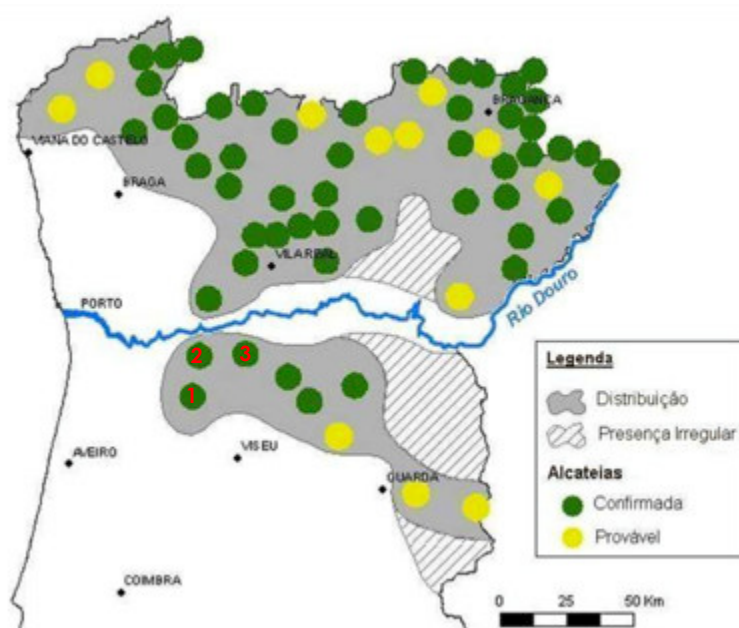 BRAGANÇA
VIANA DO CASTELO
BRAGA
VILA REAL
PORTO
Rio Douro
2
3
1
VISEU
AVEIRO
GUARDA
COIMBRA
Legenda
Distribuição
Presença Irregular
Alcateias
Confirmada
Provável
0 25 50 Km